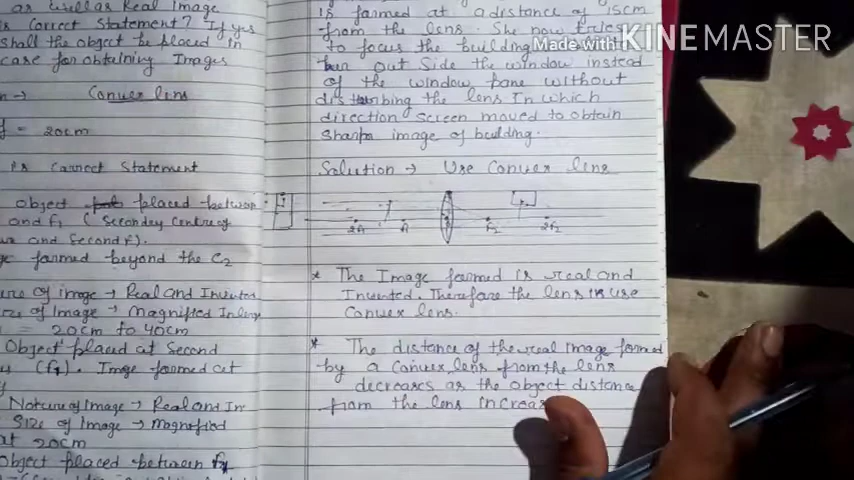 as well as Real Image
is Correct Statement? If yes
shall the object be placed in
case for obtaining Images
Convex lens
= 20cm
is Correct Statement
Object placed between
and F1 (Secondary Centre of
and Second F).
formed beyond the C2
of image → Real and Inverted
of Image → Magnified
= 20cm to 40cm
Object placed at Second
(F1). Image formed at
Nature of Image → Real and In
Size of Image → Magnified
at 20cm
Object placed between F1
is formed at a distance of 15cm
from the lens. She now tries
to focus the building
out Side the window instead
of the window pane without
disturbing the lens In which
direction screen moved to obtain
Sharp image of building.
Solution → Use Convex lens
2F1 F1 F2 2F2
* The Image formed is real and
Inverted. Therefore the lens is use
Convex lens.
* The distance of the real Image formed
by a Convex lens from the lens
decreases as the object distance
from the lens increas
Made with KINEMASTER